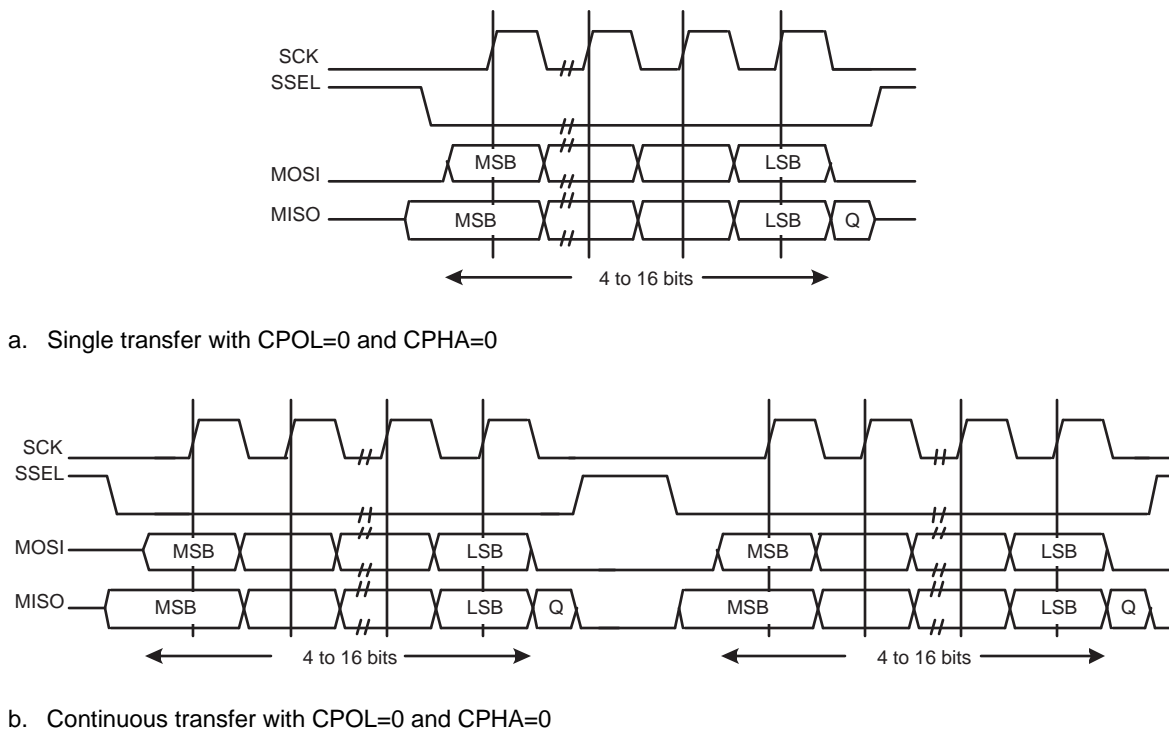 SCK
SSEL
MOSI
MSB
LSB
MISO
MSB
LSB
Q
4 to 16 bits
a. Single transfer with CPOL=0 and CPHA=0
SCK
SSEL
MOSI
MSB
LSB
MSB
LSB
MISO
MSB
LSB
Q
MSB
LSB
Q
4 to 16 bits
4 to 16 bits
b. Continuous transfer with CPOL=0 and CPHA=0